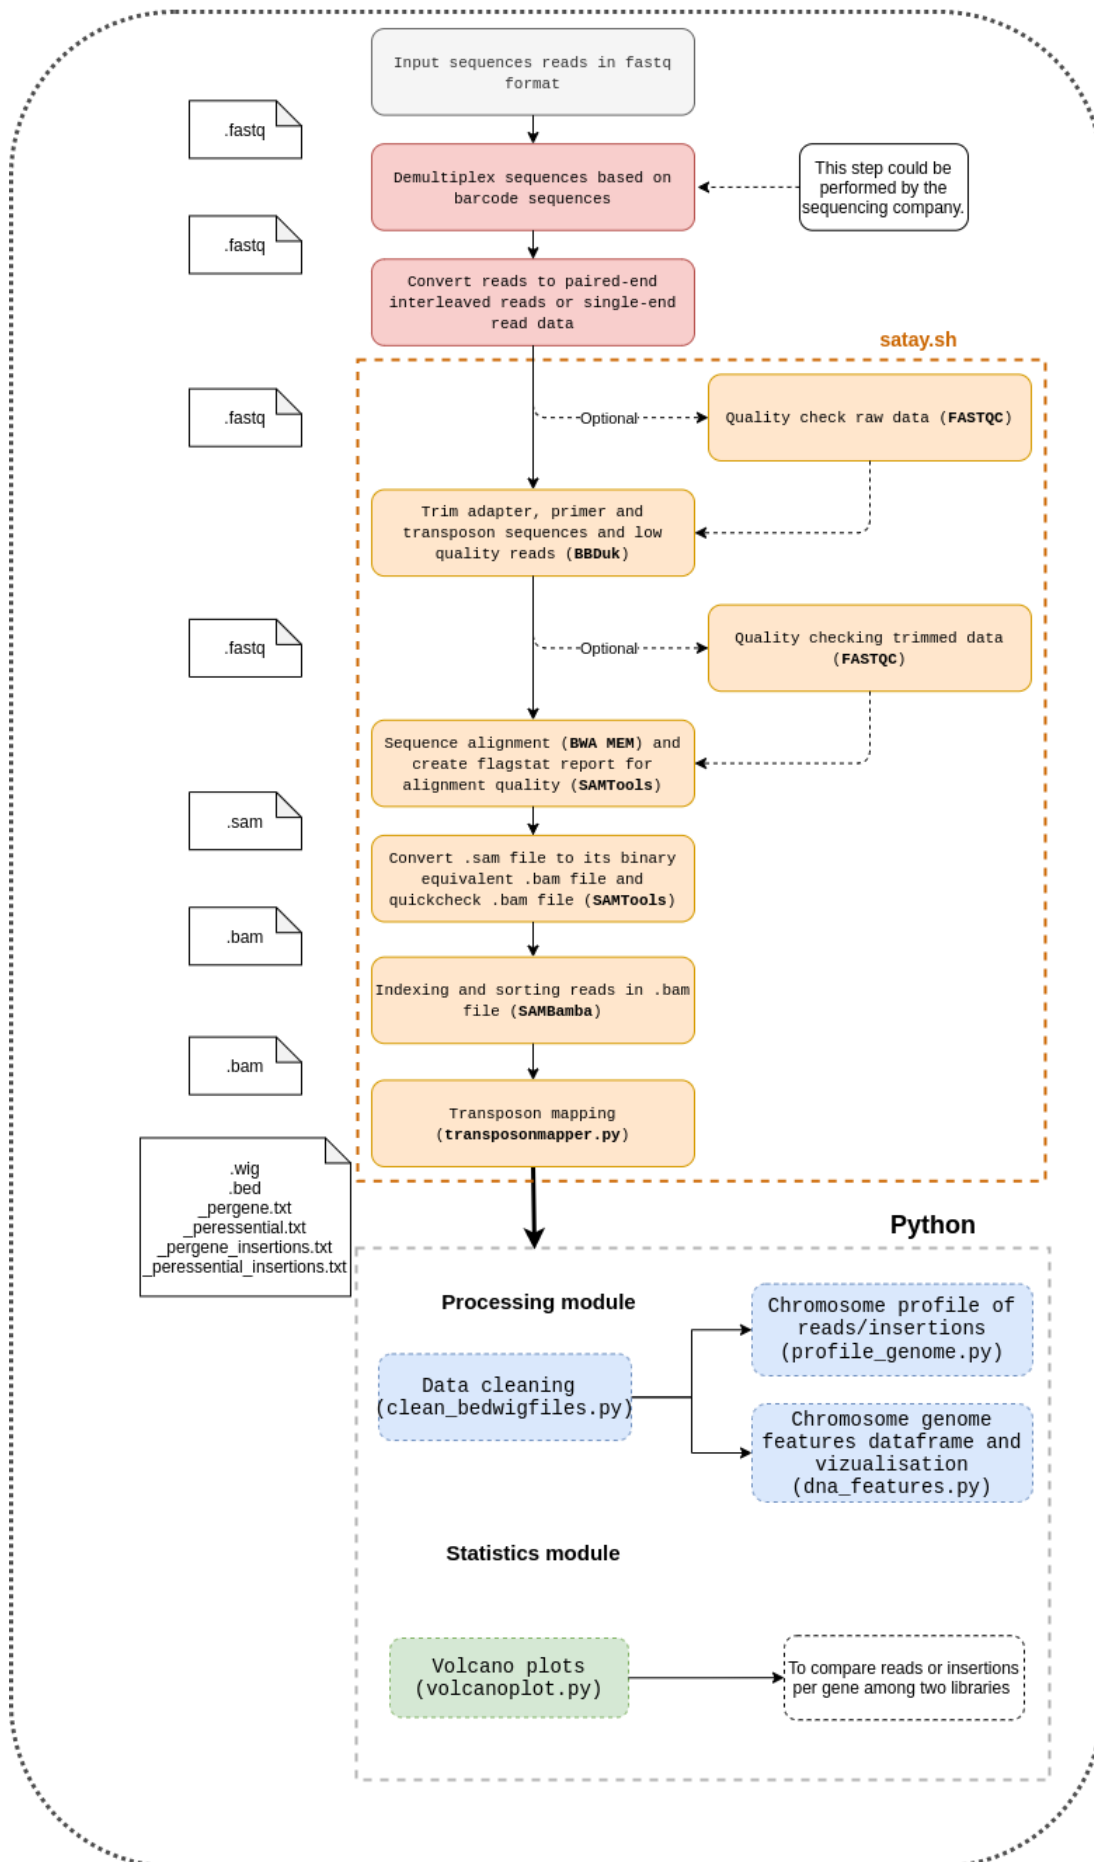 Input sequences reads in fastq
format
.fastq
Demultiplex sequences based on
barcode sequences
This step could be
performed by the
sequencing company.
.fastq
Convert reads to paired-end
interleaved reads or single-end
read data
satay.sh
.fastq
Optional
Quality check raw data (FASTQC)
Trim adapter, primer and
transposon sequences and low
quality reads (BBDuk)
.fastq
Optional
Quality checking trimmed data
(FASTQC)
Sequence alignment (BWA MEM) and
create flagstat report for
alignment quality (SAMTools)
.sam
Convert .sam file to its binary
equivalent .bam file and
quickcheck .bam file (SAMTools)
.bam
Indexing and sorting reads in .bam
file (SAMBamba)
.bam
Transposon mapping
(transposonmapper.py)
.wig
.bed
_pergene.txt
_peressential.txt
_pergene_insertions.txt
_peressential_insertions.txt
Python
Processing module
Data cleaning
(clean_bedwigfiles.py)
Chromosome profile of
reads/insertions
(profile_genome.py)
Chromosome genome
features dataframe and
vizualisation
(dna_features.py)
Statistics module
Volcano plots
(volcanoplot.py)
To compare reads or insertions
per gene among two libraries